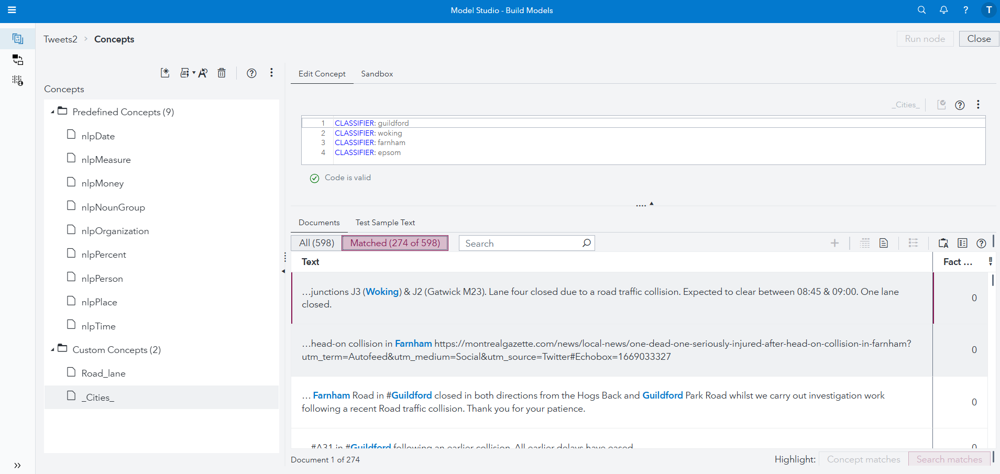 Model Studio - Build Models
? T
Tweets2 > Concepts
Run node Close
Concepts
Predefined Concepts (9)
nlpDate
nlpMeasure
nlpMoney
nlpNounGroup
nlpOrganization
nlpPercent
nlpPerson
nlpPlace
nlpTime
Custom Concepts (2)
Road_lane
_Cities_
Edit Concept Sandbox
_Cities_
1 CLASSIFIER: guildford
2 CLASSIFIER: woking
3 CLASSIFIER: farnham
4 CLASSIFIER: epsom
Code is valid
Documents Test Sample Text
All (598) Matched (274 of 598) Search
Text Fact ...
...junctions J3 (Woking) & J2 (Gatwick M23). Lane four closed due to a road traffic collision. Expected to clear between 08:45 & 09:00. One lane
closed.
0
...head-on collision in Farnham https://montrealgazette.com/news/local-news/one-dead-one-seriously-injured-after-head-on-collision-in-farnham?
utm_term=Autofeed&utm_medium=Social&utm_source=Twitter#Echobox=1669033327
0
... Farnham Road in #Guildford closed in both directions from the Hogs Back and Guildford Park Road whilst we carry out investigation work
following a recent Road traffic collision. Thank you for your patience.
0
#A31 in #Guildford following an earlier collision. All earlier delays have eased
0
Document 1 of 274
Highlight: Concept matches Search matches